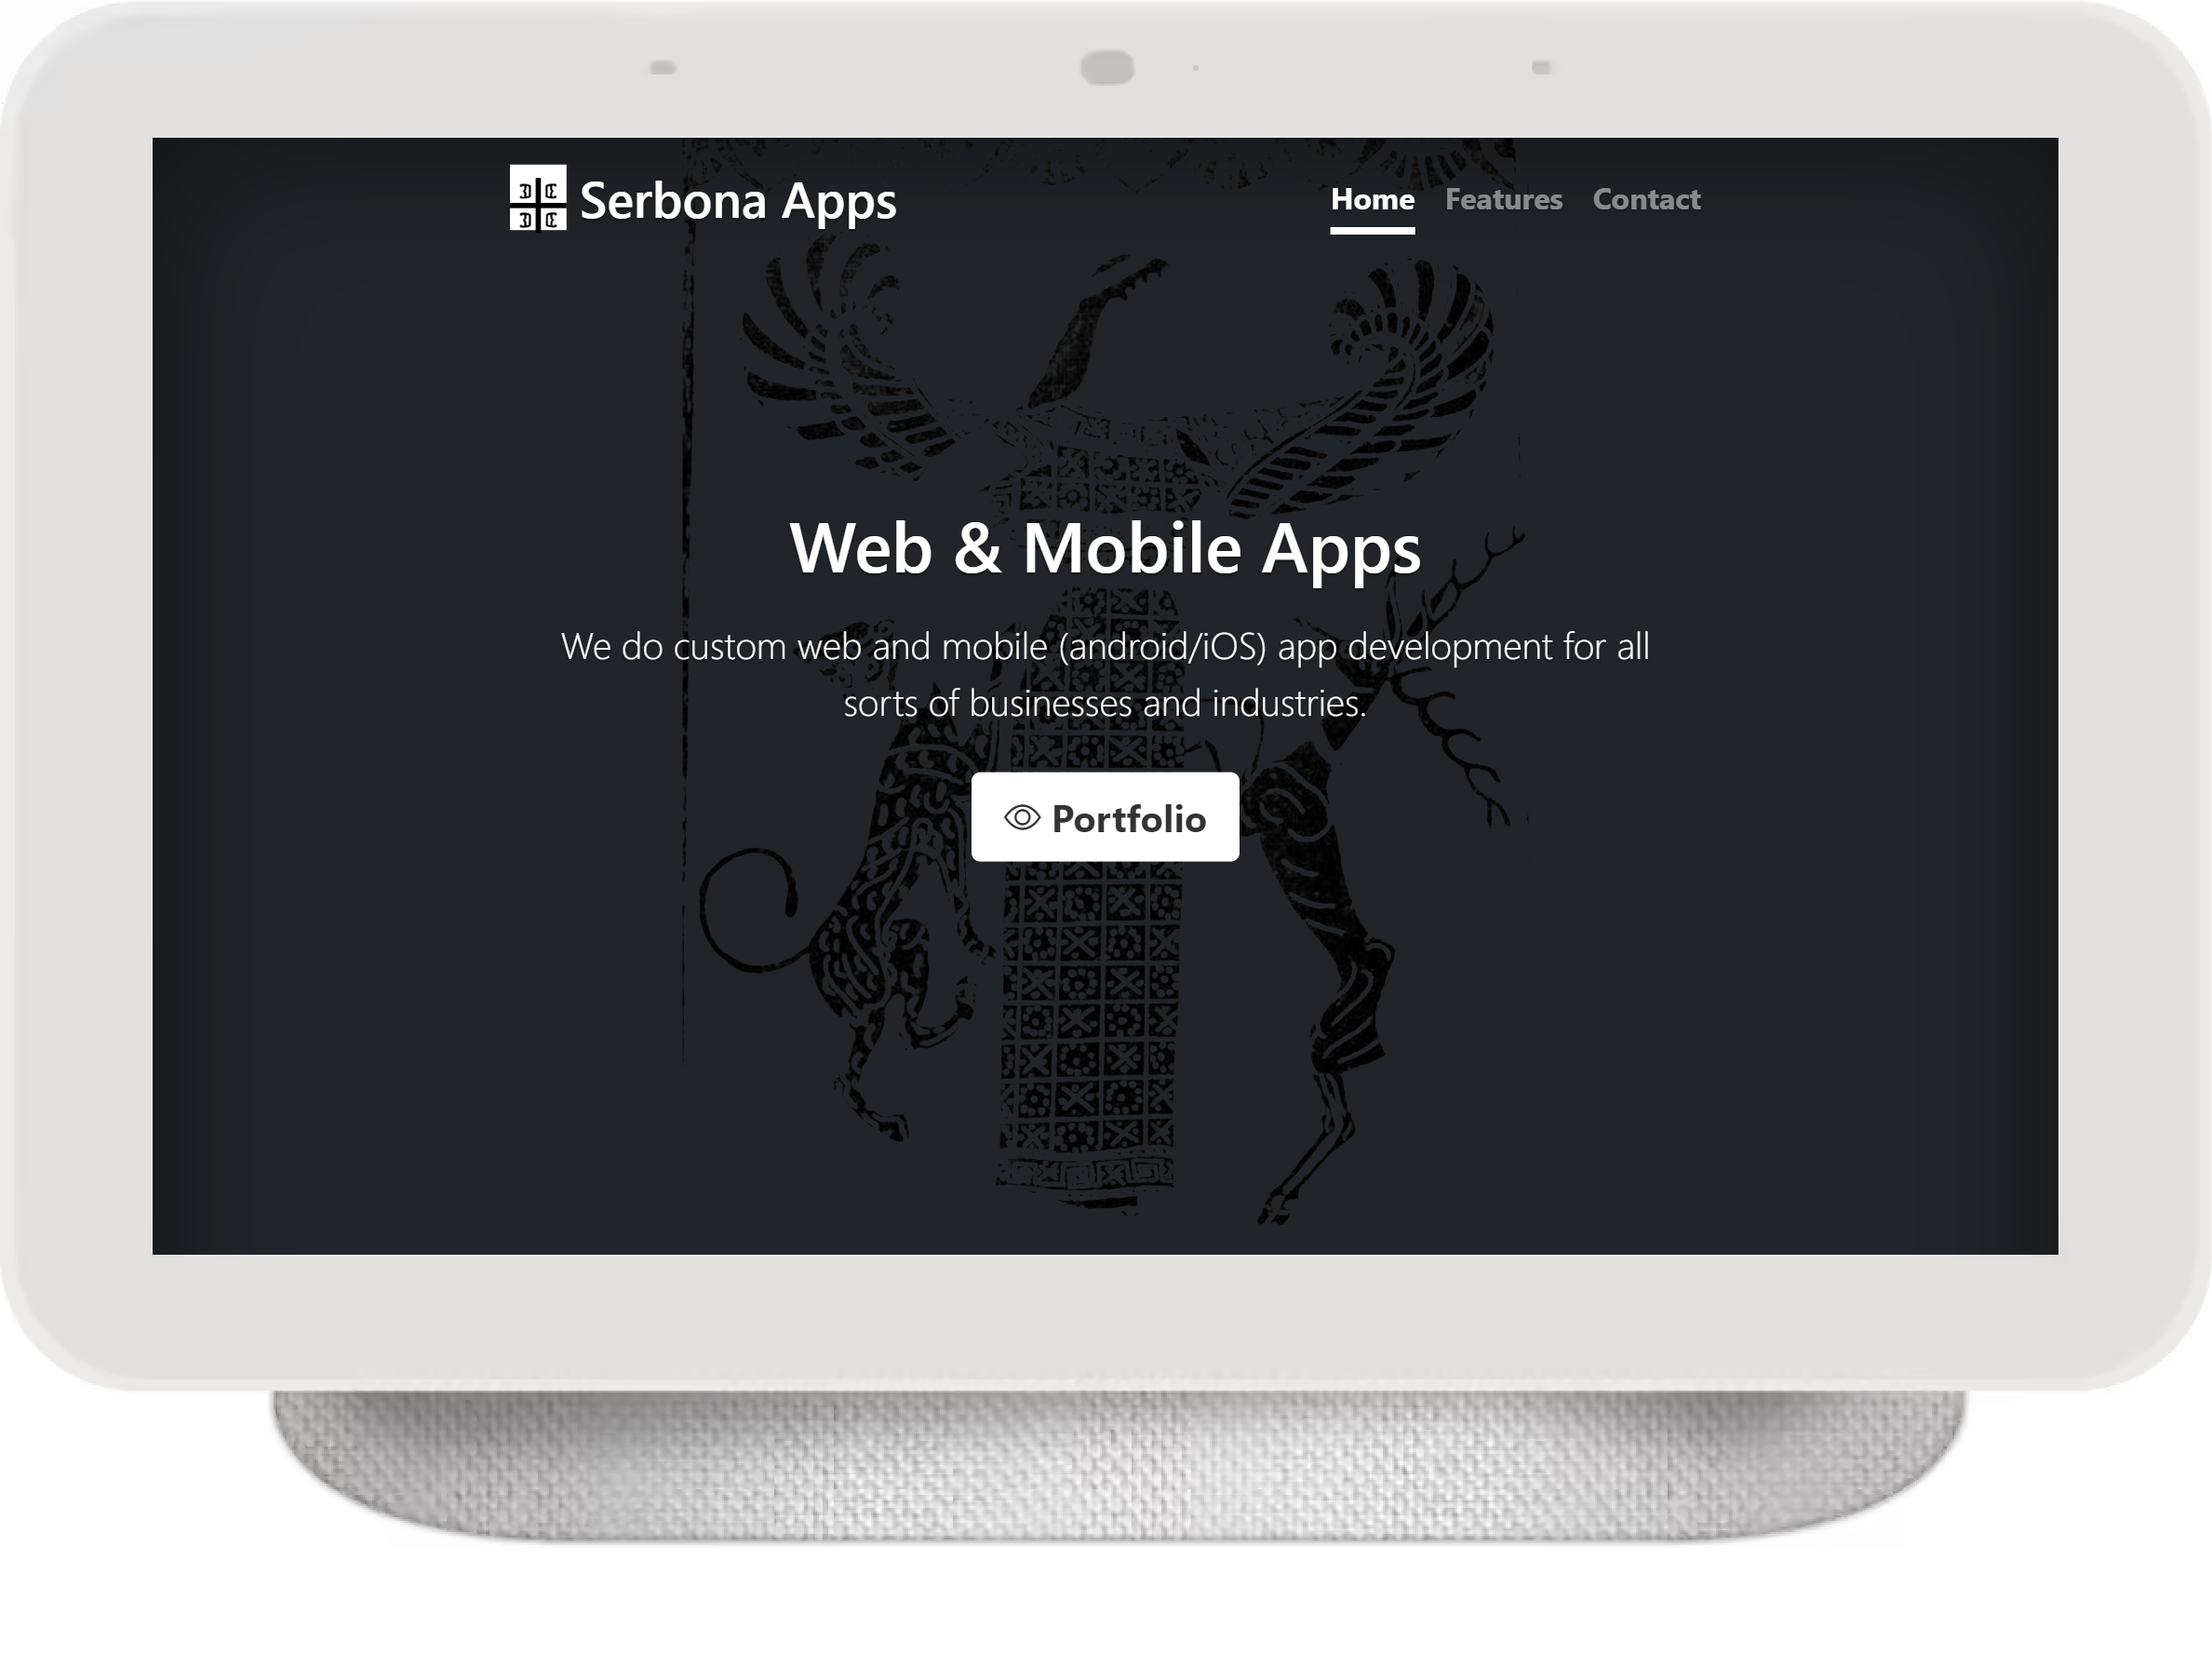 Serbona Apps
Home Features Contact
Web & Mobile Apps
We do custom web and mobile (android/iOS) app development for all
sorts of businesses and industries.
Portfolio